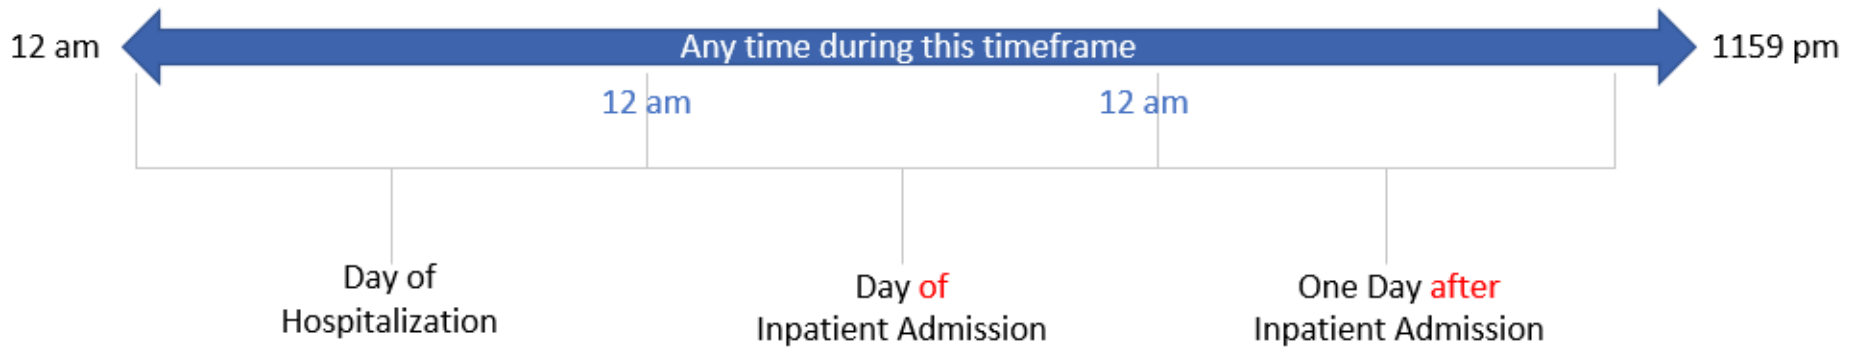 12 am
Any time during this timeframe
1159 pm
12 am
12 am
Day of
Hospitalization
Day of
Inpatient Admission
One Day after
Inpatient Admission